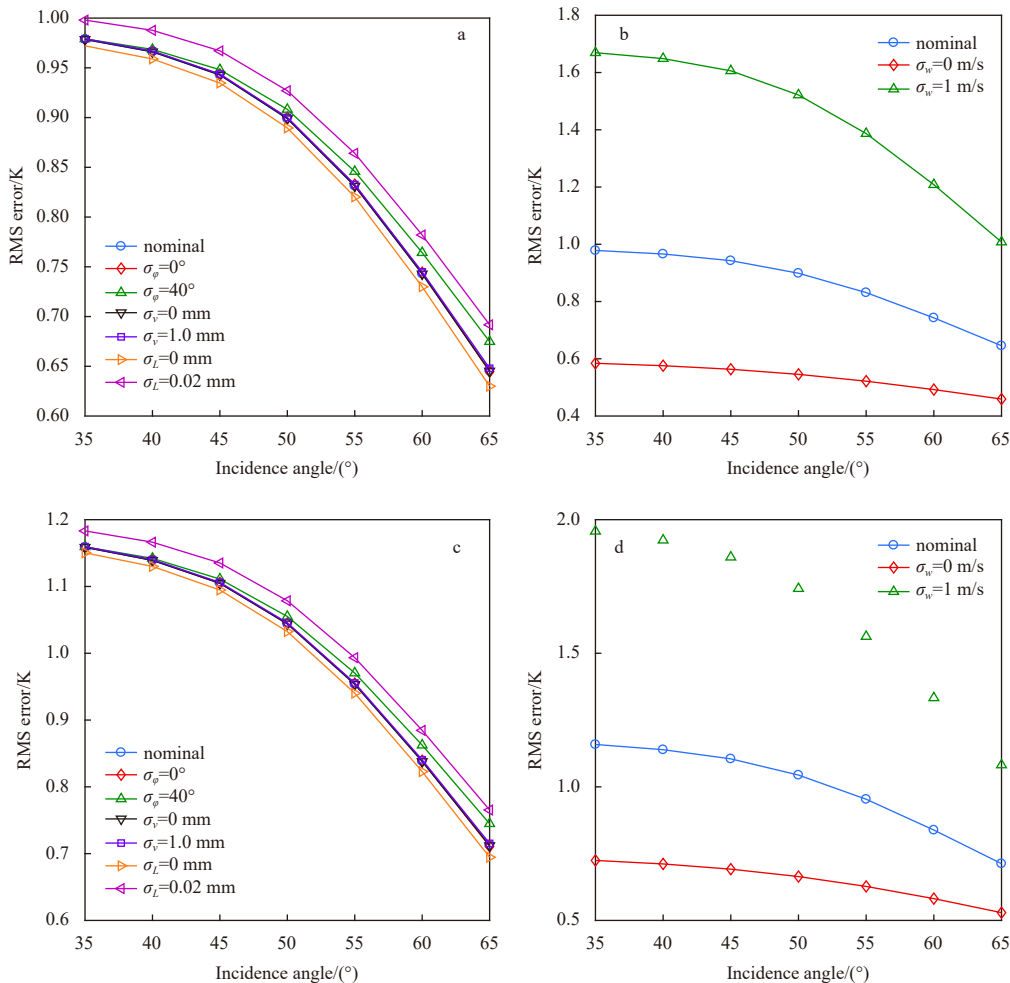 1.00
0.95
0.90
0.85
0.80
0.75
0.70
0.65
0.60
RMS error/K
a
nominal
σφ=0°
σφ=40°
σv=0 mm
σv=1.0 mm
σL=0 mm
σL=0.02 mm
35 40 45 50 55 60 65
Incidence angle/(°)
1.8
1.6
1.4
1.2
1.0
0.8
0.6
0.4
RMS error/K
b
nominal
σw=0 m/s
σw=1 m/s
35 40 45 50 55 60 65
Incidence angle/(°)
1.2
1.1
1.0
0.9
0.8
0.7
0.6
RMS error/K
c
nominal
σφ=0°
σφ=40°
σv=0 mm
σv=1.0 mm
σL=0 mm
σL=0.02 mm
35 40 45 50 55 60 65
Incidence angle/(°)
2.0
1.5
1.0
0.5
RMS error/K
d
nominal
σw=0 m/s
σw=1 m/s
35 40 45 50 55 60 65
Incidence angle/(°)